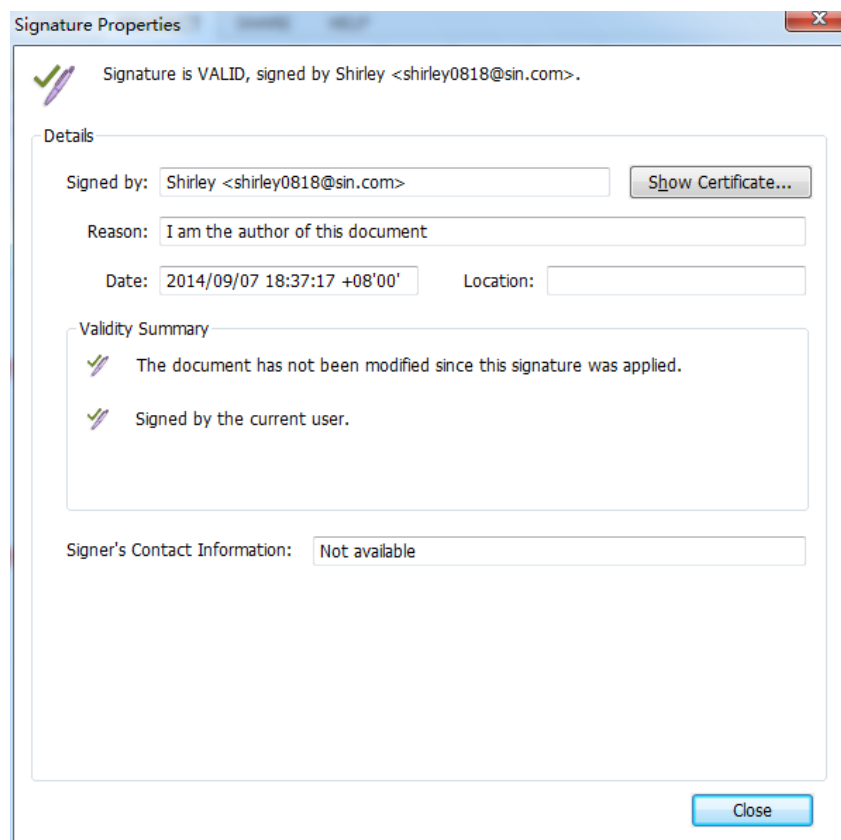 Signature Properties
SHARE HELP
Signature is VALID, signed by Shirley <shirley0818@sin.com>.
Details
Signed by: Shirley <shirley0818@sin.com> Show Certificate...
Reason: I am the author of this document
Date: 2014/09/07 18:37:17 +08'00' Location:
Validity Summary
The document has not been modified since this signature was applied.
Signed by the current user.
Signer's Contact Information: Not available
Close